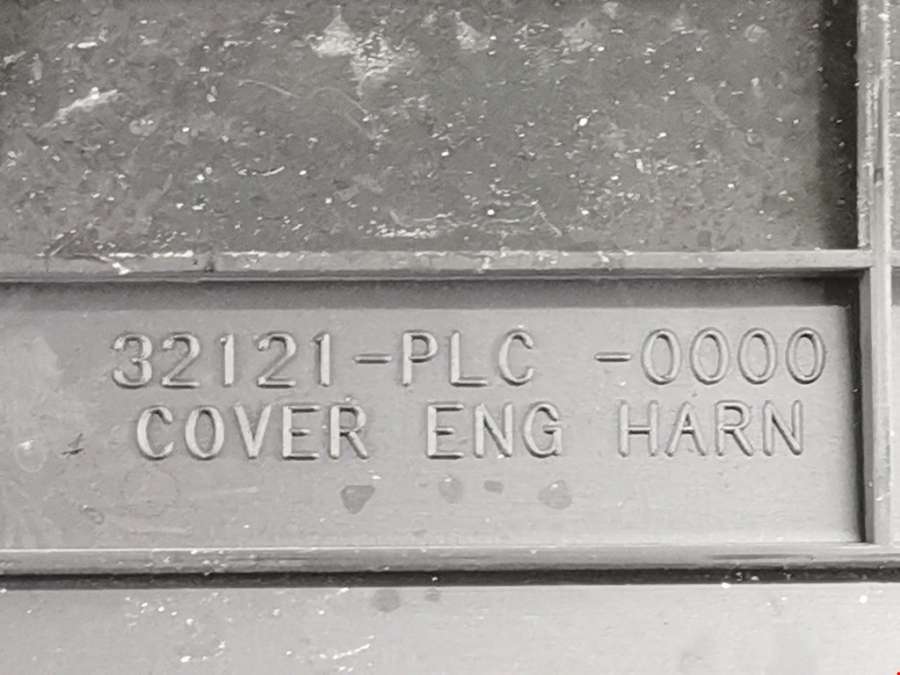 32121-PLC -0000
COVER ENG HARN